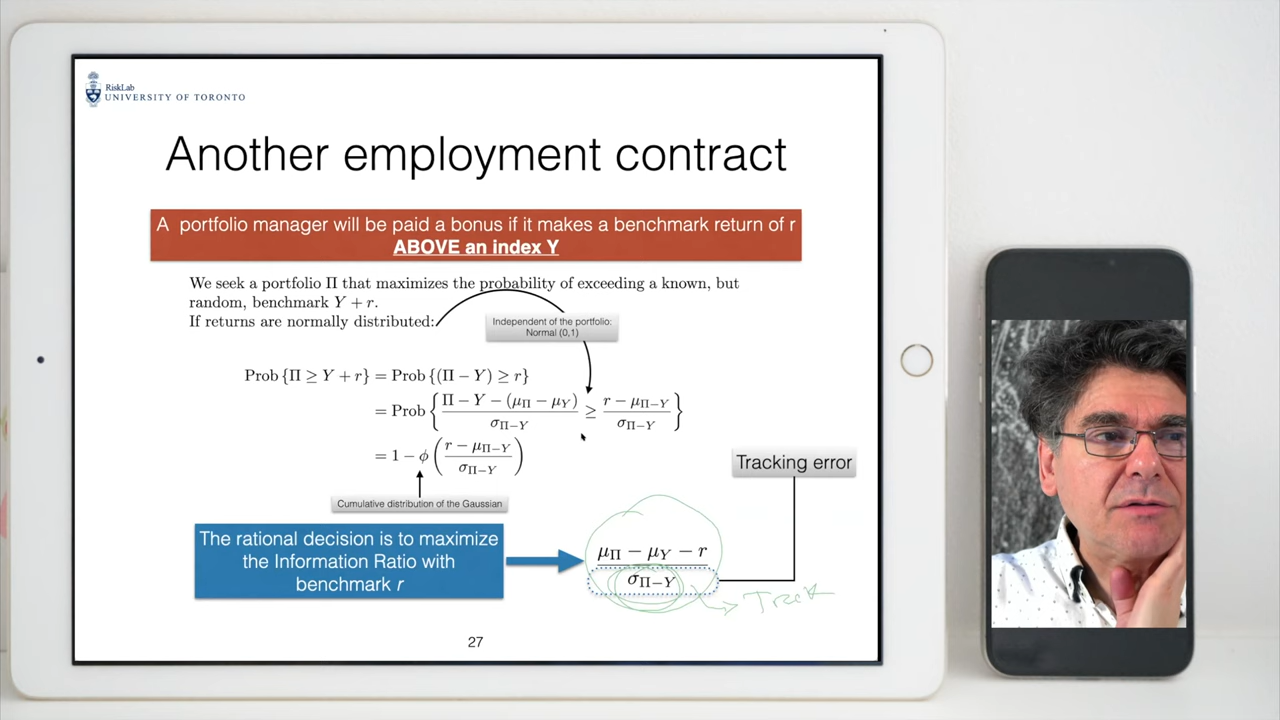 RiskLab
UNIVERSITY OF TORONTO
Another employment contract
A portfolio manager will be paid a bonus if it makes a benchmark return of r
ABOVE an index Y
We seek a portfolio Π that maximizes the probability of exceeding a known, but
random, benchmark Y + r.
If returns are normally distributed:
Independent of the portfolio:
Normal (0,1)
Prob {Π ≥ Y + r} = Prob {(Π − Y) ≥ r}
= Prob { (Π − Y − (μ_Π − μ_Y)) / σ_{Π−Y} ≥ (r − μ_{Π−Y}) / σ_{Π−Y} }
= 1 − ϕ ( (r − μ_{Π−Y}) / σ_{Π−Y} )
Cumulative distribution of the Gaussian
Tracking error
The rational decision is to maximize
the Information Ratio with
benchmark r
(μ_Π − μ_Y − r) / σ_{Π−Y}
27